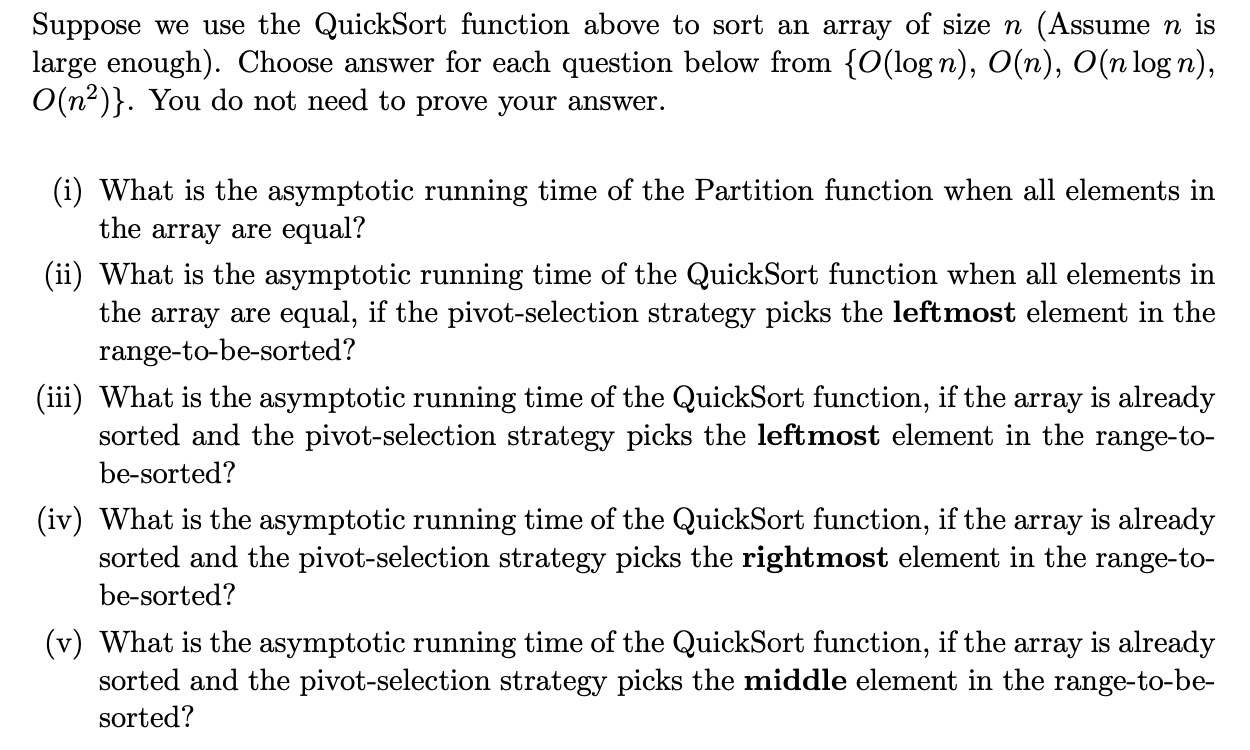 Suppose we use the QuickSort function above to sort an array of size n (Assume n is
large enough). Choose answer for each question below from {O(log n), O(n), O(n log n),
O(n²)}. You do not need to prove your answer.
(i) What is the asymptotic running time of the Partition function when all elements in
the array are equal?
(ii) What is the asymptotic running time of the QuickSort function when all elements in
the array are equal, if the pivot-selection strategy picks the leftmost element in the
range-to-be-sorted?
(iii) What is the asymptotic running time of the QuickSort function, if the array is already
sorted and the pivot-selection strategy picks the leftmost element in the range-to-
be-sorted?
(iv) What is the asymptotic running time of the QuickSort function, if the array is already
sorted and the pivot-selection strategy picks the rightmost element in the range-to-
be-sorted?
(v) What is the asymptotic running time of the QuickSort function, if the array is already
sorted and the pivot-selection strategy picks the middle element in the range-to-be-
sorted?